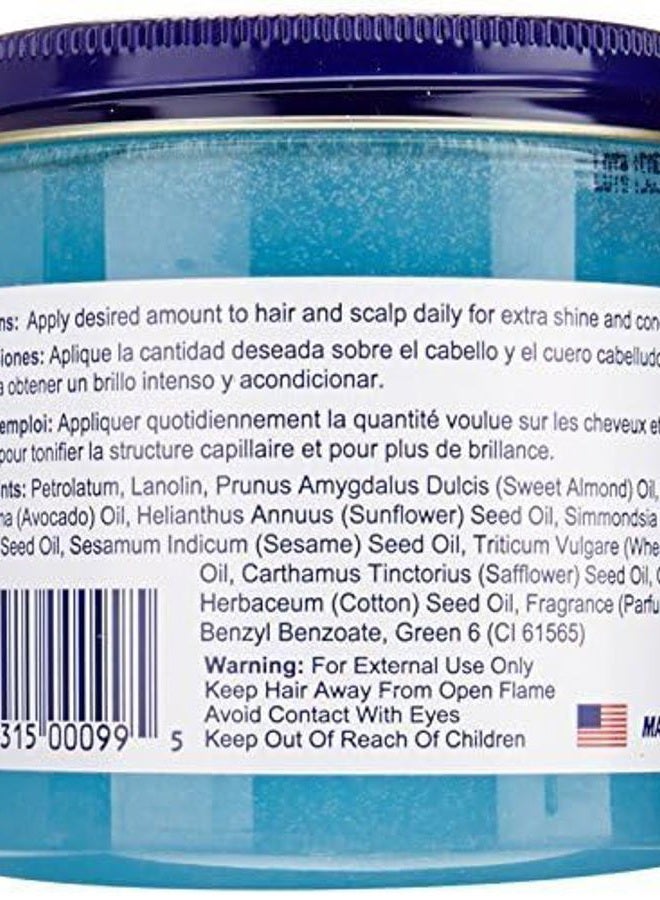 ns: Apply desired amount to hair and scalp daily for extra shine and con
iones: Aplique la cantidad deseada sobre el cabello y el cuero cabelludo
a obtener un brillo intenso y acondicionar.
emploi: Appliquer quotidiennement la quantité voulue sur les cheveux et
pour tonifier la structure capillaire et pour plus de brillance.
nts: Petrolatum, Lanolin, Prunus Amygdalus Dulcis (Sweet Almond) Oil,
na (Avocado) Oil, Helianthus Annuus (Sunflower) Seed Oil, Simmondsia
Seed Oil, Sesamum Indicum (Sesame) Seed Oil, Triticum Vulgare (Whe
Oil, Carthamus Tinctorius (Safflower) Seed Oil, G
Herbaceum (Cotton) Seed Oil, Fragrance (Parfu
Benzyl Benzoate, Green 6 (CI 61565)
Warning: For External Use Only
Keep Hair Away From Open Flame
Avoid Contact With Eyes
Keep Out Of Reach Of Children
315 00099 5
MA